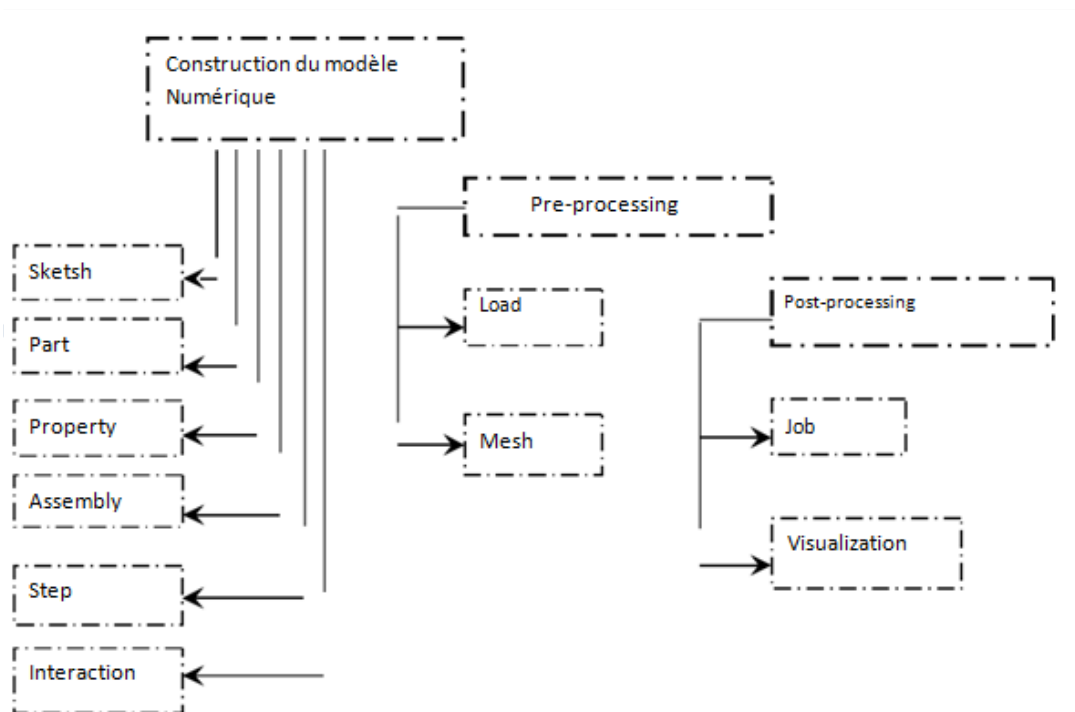 Construction du modèle
Numérique
Pre-processing
Sketsh
Load
Post-processing
Part
Property
Mesh
Job
Assembly
Visualization
Step
Interaction